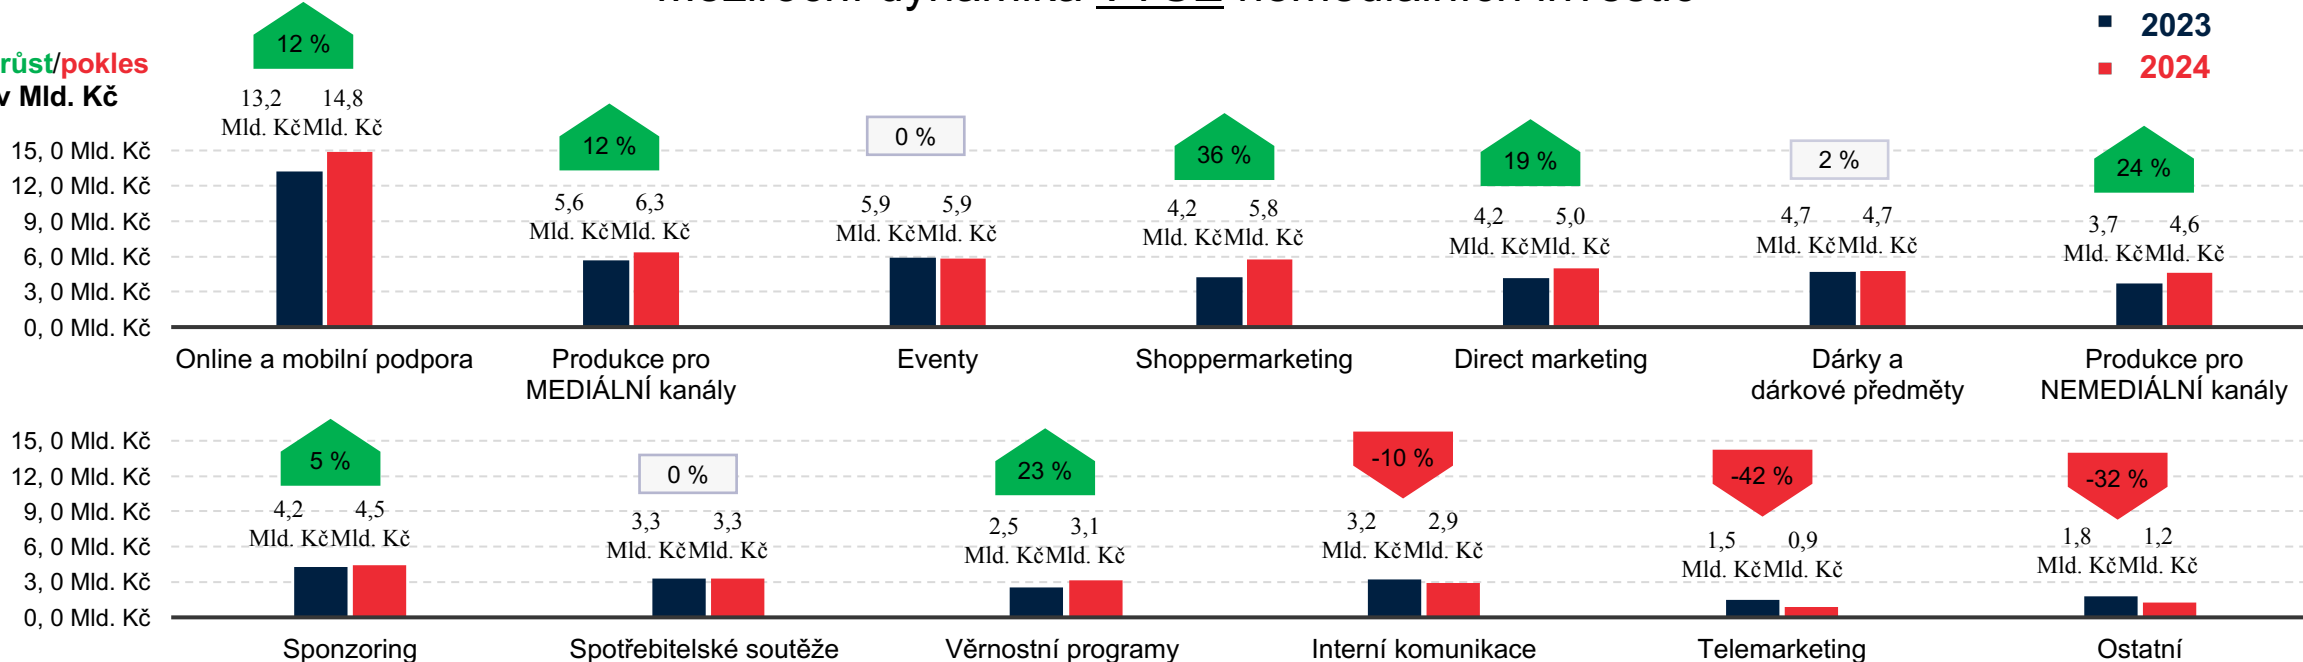 Meziroční dynamika VÝŠE nemediálních investic
2023
2024
růst/pokles
v Mld. Kč
12 %
13,2 14,8
Mld. Kč Mld. Kč
12 %
5,6 6,3
Mld. Kč Mld. Kč
0 %
5,9 5,9
Mld. Kč Mld. Kč
36 %
4,2 5,8
Mld. Kč Mld. Kč
19 %
4,2 5,0
Mld. Kč Mld. Kč
2 %
4,7 4,7
Mld. Kč Mld. Kč
24 %
3,7 4,6
Mld. Kč Mld. Kč
15, 0 Mld. Kč
12, 0 Mld. Kč
9, 0 Mld. Kč
6, 0 Mld. Kč
3, 0 Mld. Kč
0, 0 Mld. Kč
Online a mobilní podpora
Produkce pro
MEDIÁLNÍ kanály
Eventy
Shoppermarketing
Direct marketing
Dárky a
dárkové předměty
Produkce pro
NEMEDIÁLNÍ kanály
15, 0 Mld. Kč
12, 0 Mld. Kč
9, 0 Mld. Kč
6, 0 Mld. Kč
3, 0 Mld. Kč
0, 0 Mld. Kč
5 %
4,2 4,5
Mld. Kč Mld. Kč
0 %
3,3 3,3
Mld. Kč Mld. Kč
23 %
2,5 3,1
Mld. Kč Mld. Kč
-10 %
3,2 2,9
Mld. Kč Mld. Kč
-42 %
1,5 0,9
Mld. Kč Mld. Kč
-32 %
1,8 1,2
Mld. Kč Mld. Kč
Sponzoring
Spotřebitelské soutěže
Věrnostní programy
Interní komunikace
Telemarketing
Ostatní